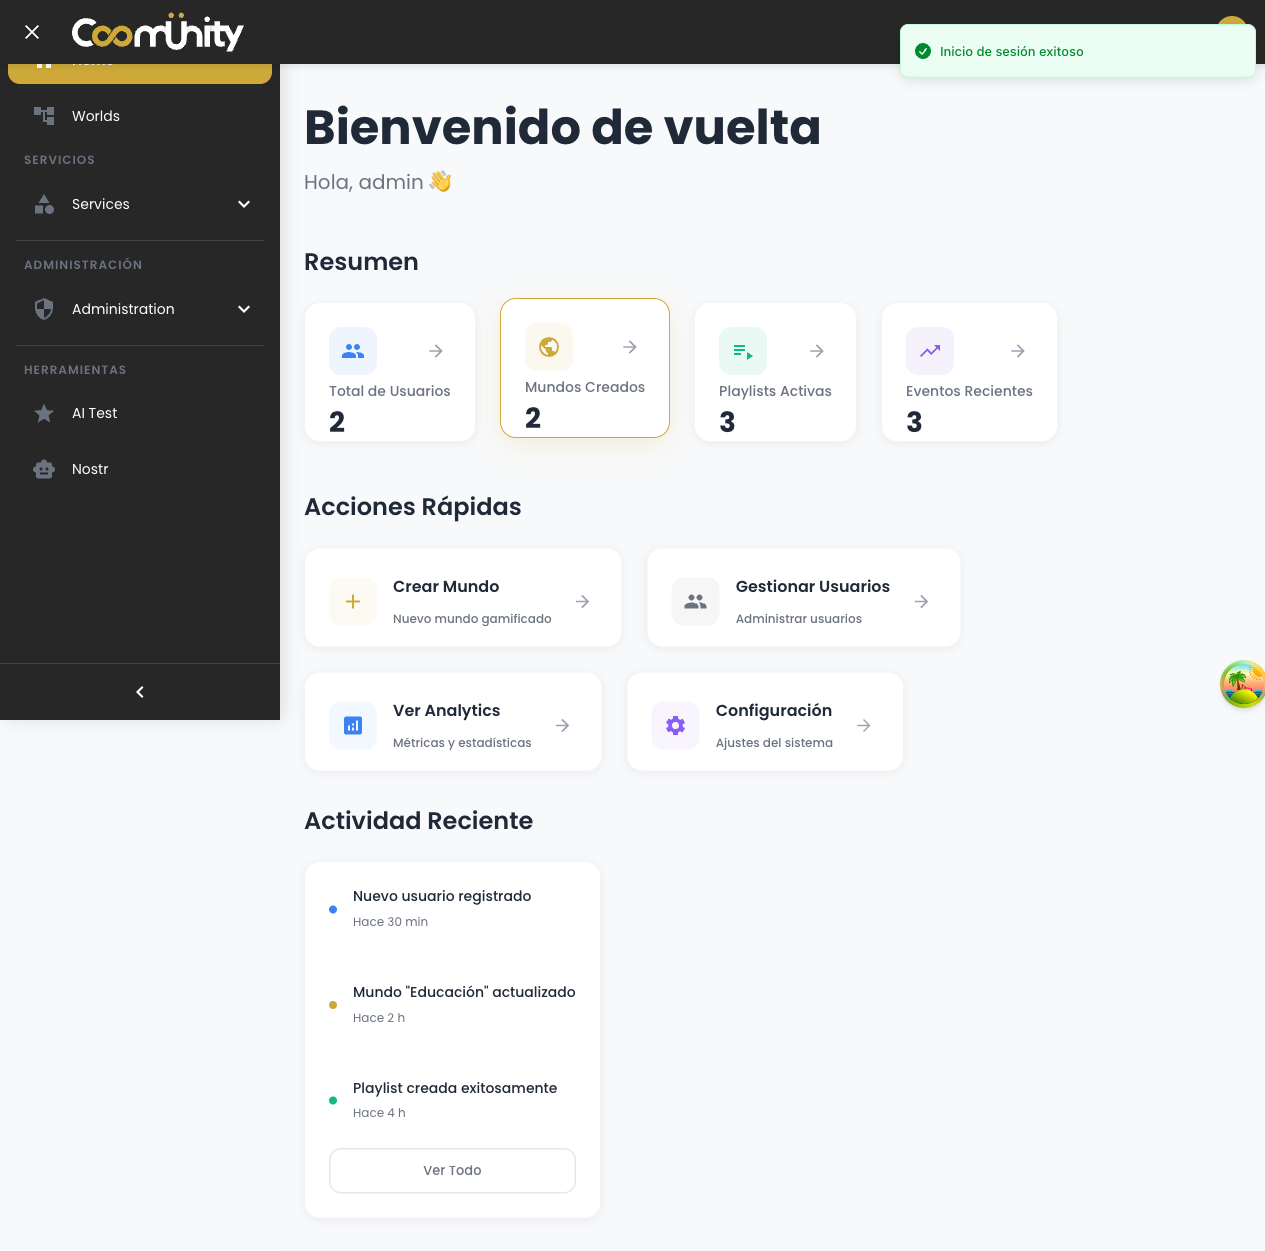 CoomÜnity
Inicio de sesión exitoso
Home
Worlds
SERVICIOS
Services
ADMINISTRACIÓN
Administration
HERRAMIENTAS
AI Test
Nostr
Bienvenido de vuelta
Hola, admin 👋
Resumen
Total de Usuarios
2
Mundos Creados
2
Playlists Activas
3
Eventos Recientes
3
Acciones Rápidas
Crear Mundo
Nuevo mundo gamificado
Gestionar Usuarios
Administrar usuarios
Ver Analytics
Métricas y estadísticas
Configuración
Ajustes del sistema
Actividad Reciente
Nuevo usuario registrado
Hace 30 min
Mundo "Educación" actualizado
Hace 2 h
Playlist creada exitosamente
Hace 4 h
Ver Todo